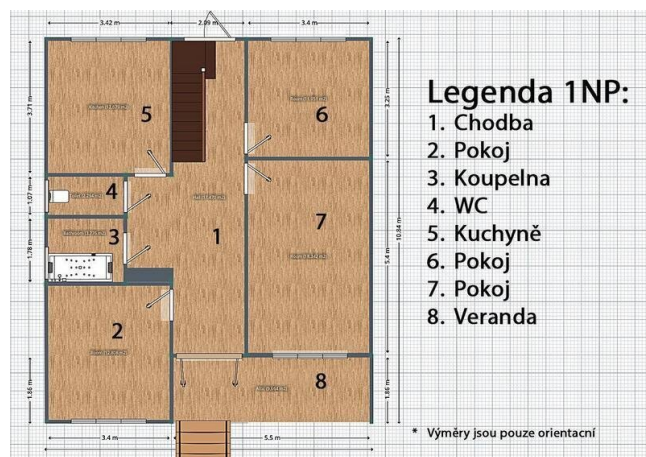 3.42 m
2.09 m
3.4 m
3.71 m
3.25 m
10.84 m
5
6
Legenda 1NP:
1. Chodba
2. Pokoj
3. Koupelna
4. WC
5. Kuchyně
6. Pokoj
7. Pokoj
8. Veranda
1.07 m
4
1.78 m
3
1
7
5.4 m
2
1.86 m
8
1.86 m
3.4 m
5.5 m
* Výměry jsou pouze orientacní